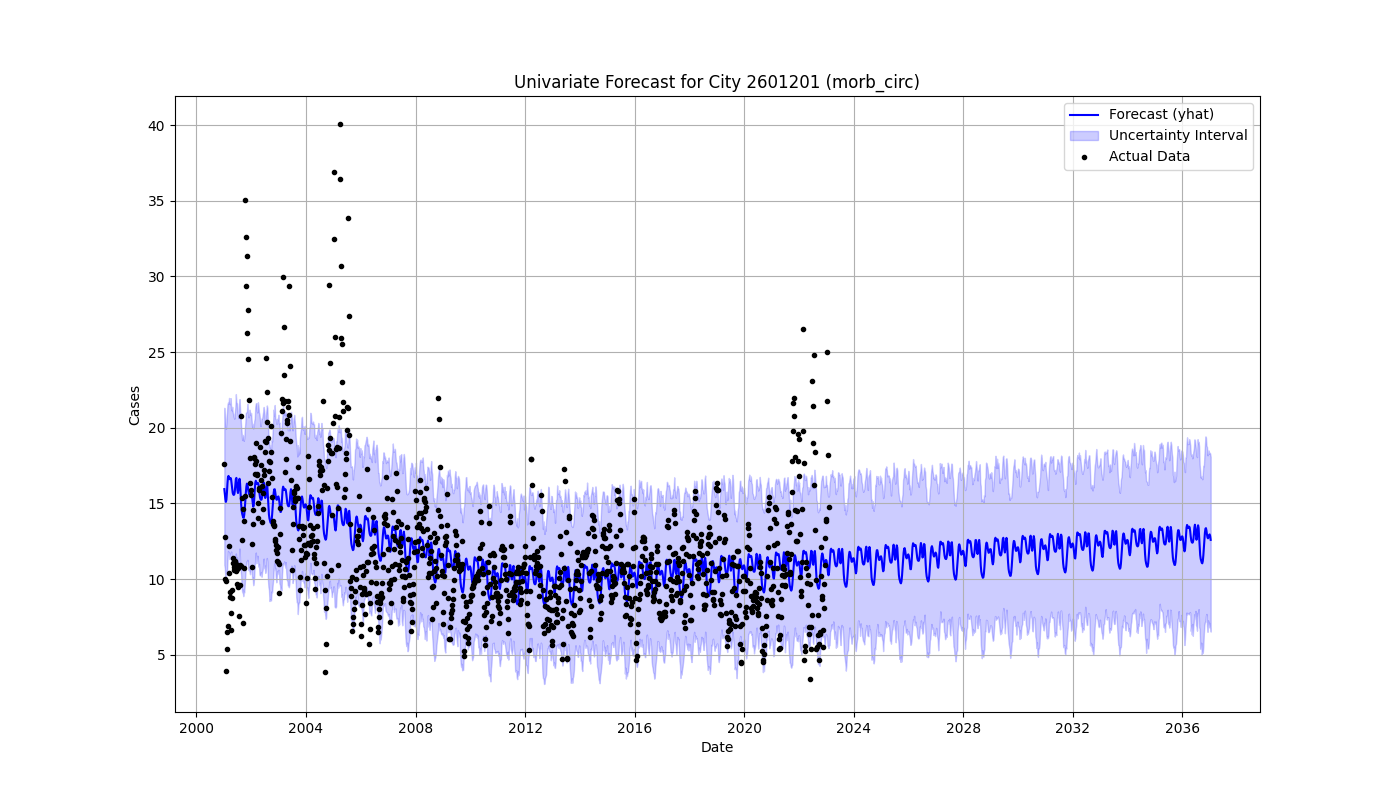 Univariate Forecast for City 2601201 (morb_circ)
Forecast (yhat)
Uncertainty Interval
Actual Data
Cases
40
35
30
25
20
15
10
5
2000 2004 2008 2012 2016 2020 2024 2028 2032 2036
Date